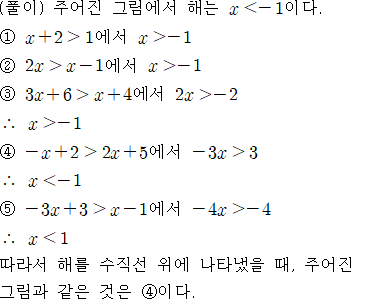 (풀이) 주어진 그림에서 해는 x<-1이다.
① x+2>1에서 x>-1
② 2x>x-1에서 x>-1
③ 3x+6>x+4에서 2x>-2
∴ x>-1
④ -x+2>2x+5에서 -3x>3
∴ x<-1
⑤ -3x+3>x-1에서 -4x>-4
∴ x<1
따라서 해를 수직선 위에 나타냈을 때, 주어진
그림과 같은 것은 ④이다.